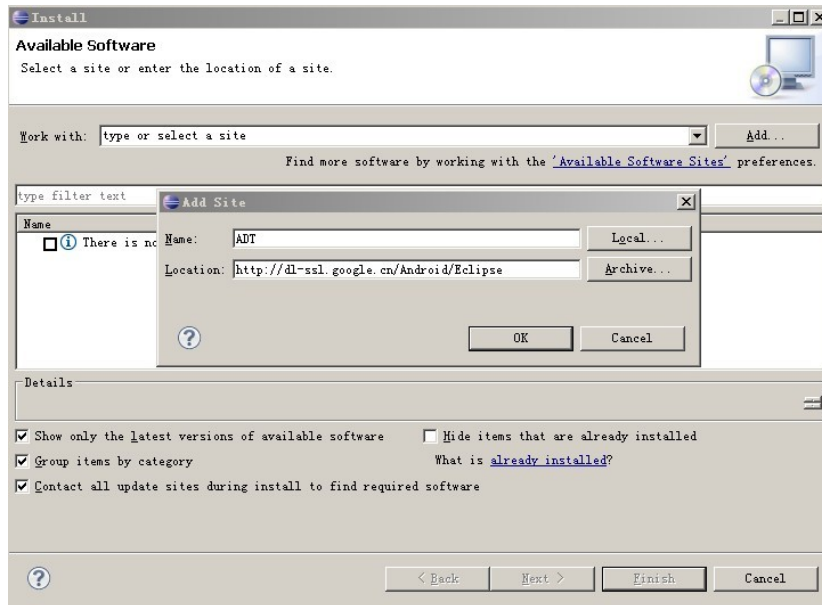 Install
Available Software
Select a site or enter the location of a site.
Work with: type or select a site Add...
Find more software by working with the 'Available Software Sites' preferences.
type filter text
Name
There is no
Add Site
Name: ADT Local...
Location: http://dl-ssl.google.cn/Android/Eclipse Archive...
OK Cancel
Details
Show only the latest versions of available software Hide items that are already installed
Group items by category What is already installed?
Contact all update sites during install to find required software
< Back Next > Finish Cancel